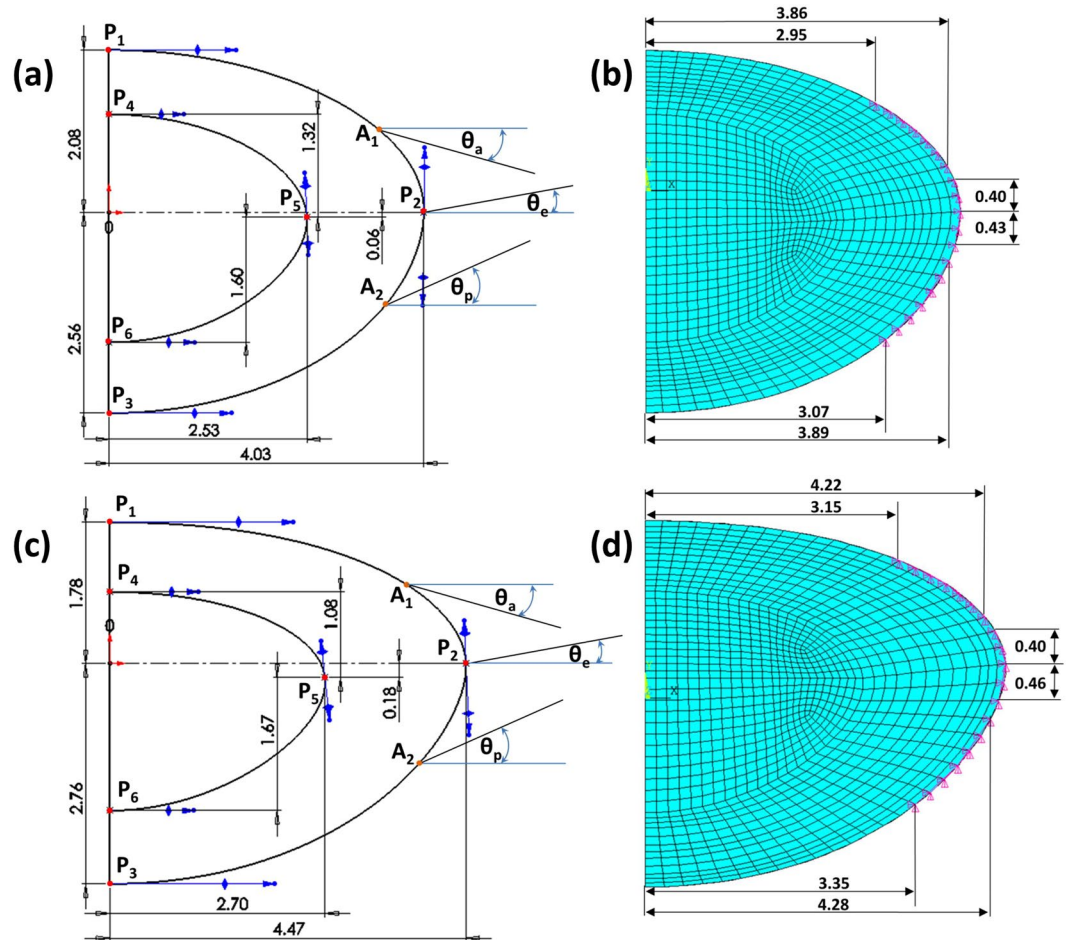 (a)
P1
P4
A1
θa
2.08
1.32
P5
P2
θe
0
0.06
1.60
A2
θp
2.56
P6
P3
2.53
4.03
(b)
3.86
2.95
X
0.40
0.43
3.07
3.89
(c)
P1
P4
A1
θa
1.78
1.08
0
P2
θe
P5
0.18
1.67
A2
θp
2.76
P6
P3
2.70
4.47
(d)
4.22
3.15
0.40
X
0.46
3.35
4.28